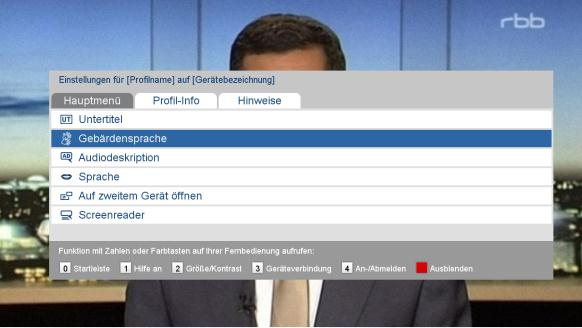 rbb
Einstellungen für [Profilname] auf [Gerätebezeichnung]
Hauptmenü Profil-Info Hinweise
UT Untertitel
Gebärdensprache
AD Audiodeskription
Sprache
Auf zweitem Gerät öffnen
Screenreader
Funktion mit Zahlen oder Farbtasten auf Ihrer Fernbedienung aufrufen:
0 Startleiste 1 Hilfe an 2 Größe/Kontrast 3 Geräteverbindung 4 An-/Abmelden Ausblenden